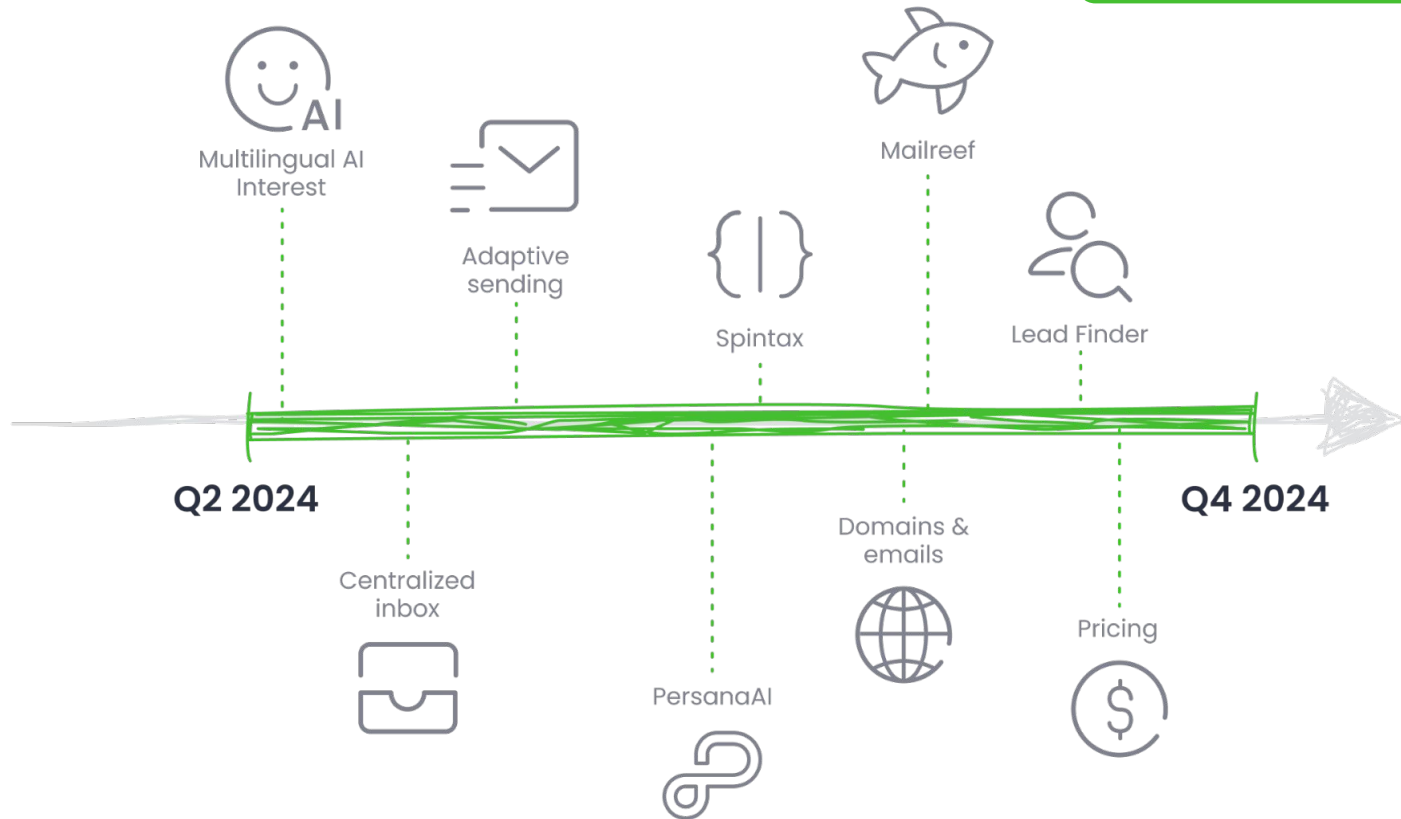 AI
Multilingual AI
Interest
Adaptive
sending
Spintax
Mailreef
Lead Finder
Q2 2024
Q4 2024
Centralized
inbox
PersanaAI
Domains &
emails
Pricing
$